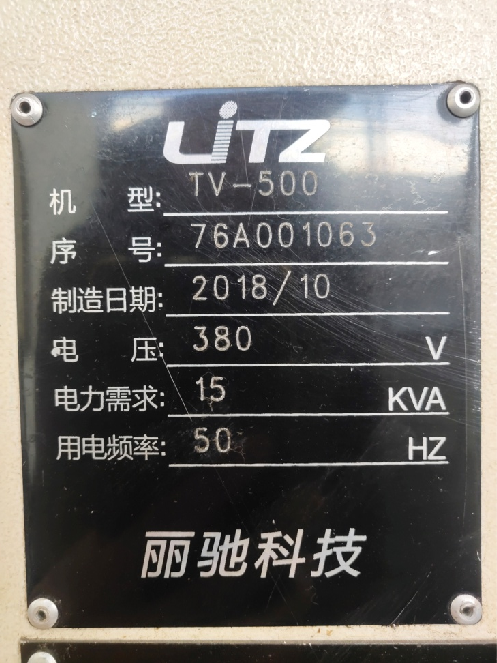 LiTZ
机 型: TV-500
序 号: 76A001063
制造日期: 2018/10
电 压: 380 V
电力需求: 15 KVA
用电频率: 50 HZ
丽驰科技